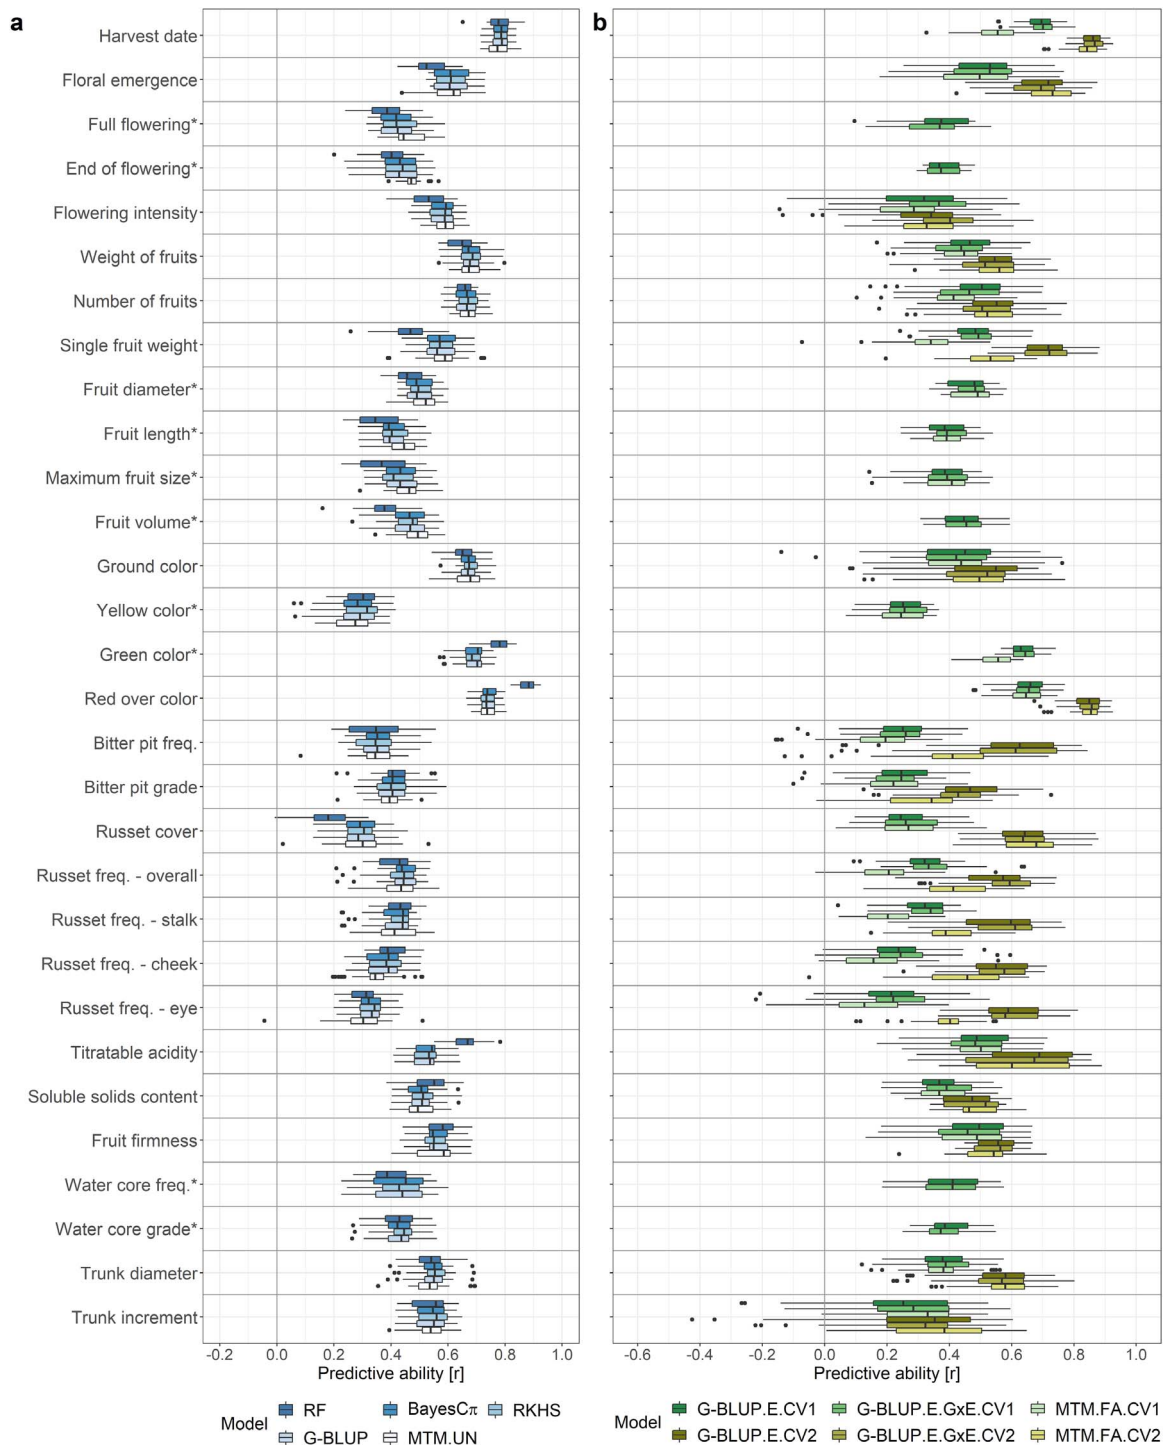 a
b
Harvest date
Floral emergence
Full flowering*
End of flowering*
Flowering intensity
Weight of fruits
Number of fruits
Single fruit weight
Fruit diameter*
Fruit length*
Maximum fruit size*
Fruit volume*
Ground color
Yellow color*
Green color*
Red over color
Bitter pit freq.
Bitter pit grade
Russet cover
Russet freq. - overall
Russet freq. - stalk
Russet freq. - cheek
Russet freq. - eye
Titratable acidity
Soluble solids content
Fruit firmness
Water core freq.*
Water core grade*
Trunk diameter
Trunk increment
-0.2 0.0 0.2 0.4 0.6 0.8 1.0
Predictive ability [r]
Model RF BayesCπ RKHS
G-BLUP MTM.UN
-0.6 -0.4 -0.2 0.0 0.2 0.4 0.6 0.8 1.0
Predictive ability [r]
Model G-BLUP.E.CV1 G-BLUP.E.GxE.CV1 MTM.FA.CV1
G-BLUP.E.CV2 G-BLUP.E.GxE.CV2 MTM.FA.CV2